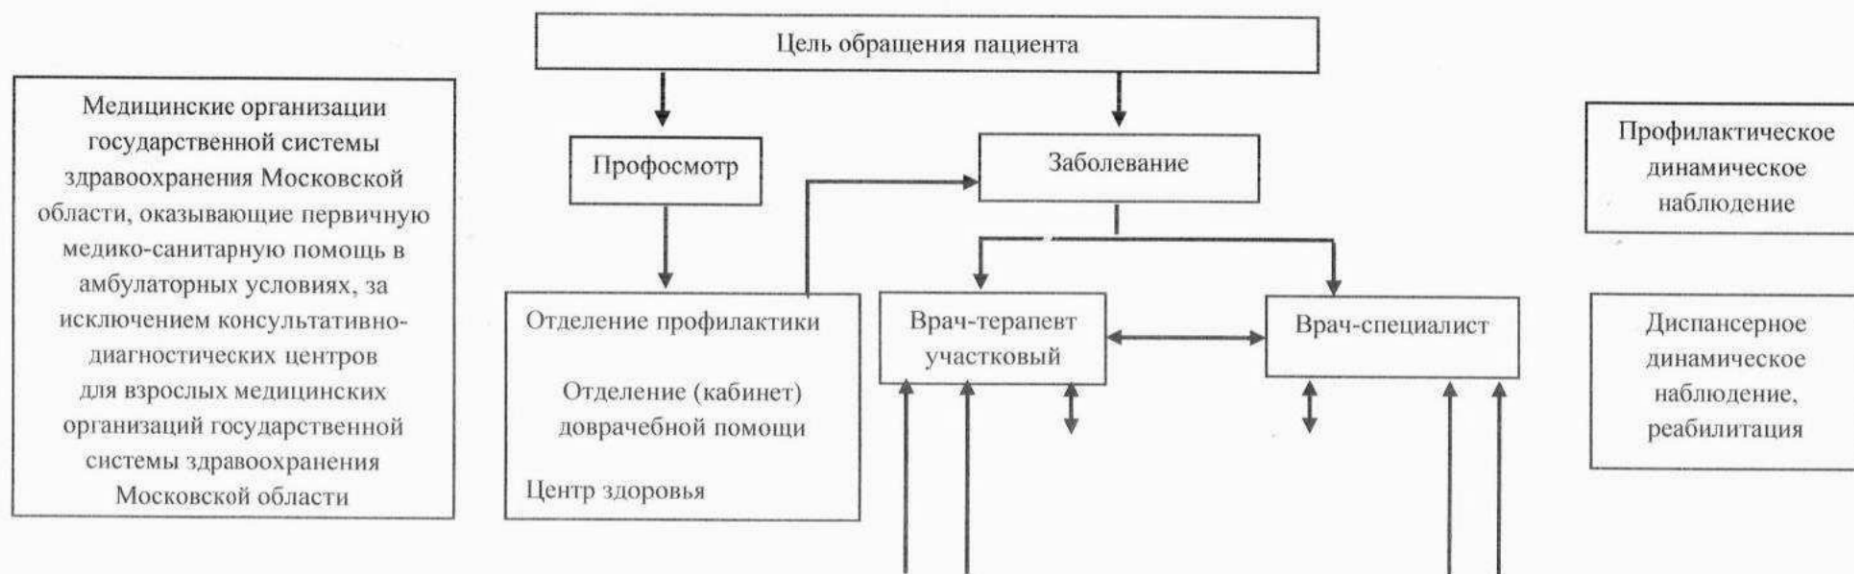 Цель обращения пациента
Медицинские организации
государственной системы
здравоохранения Московской
области, оказывающие первичную
медико-санитарную помощь в
амбулаторных условиях, за
исключением консультативно-
диагностических центров
для взрослых медицинских
организаций государственной
системы здравоохранения
Московской области
Профосмотр
Заболевание
Профилактическое
динамическое
наблюдение
Отделение профилактики
Отделение (кабинет)
доврачебной помощи
Центр здоровья
Врач-терапевт
участковый
Врач-специалист
Диспансерное
динамическое
наблюдение,
реабилитация